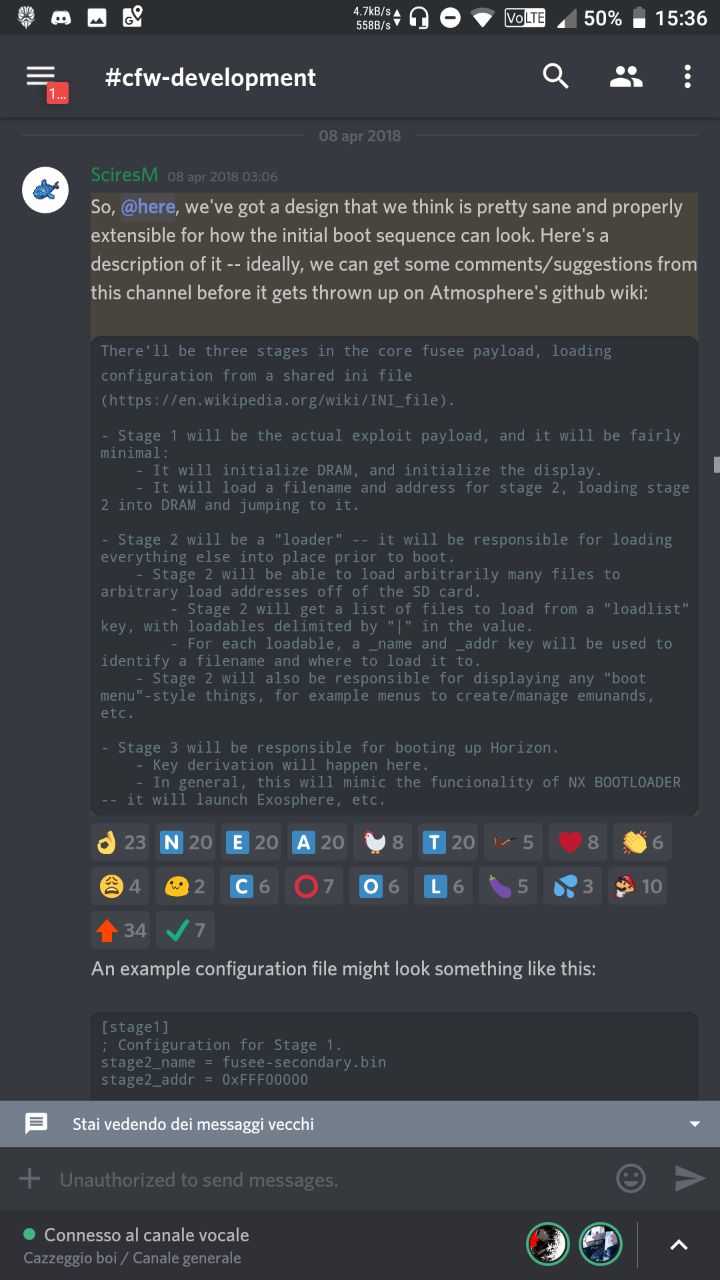 4.7kB/s
558B/s
VoLTE
50%
15:36
1...
#cfw-development
08 apr 2018
SciresM 08 apr 2018 03:06
So, @here, we've got a design that we think is pretty sane and properly
extensible for how the initial boot sequence can look. Here's a
description of it -- ideally, we can get some comments/suggestions from
this channel before it gets thrown up on Atmosphere's github wiki:
There'll be three stages in the core fusee payload, loading
configuration from a shared ini file
(https://en.wikipedia.org/wiki/INI_file).
- Stage 1 will be the actual exploit payload, and it will be fairly
minimal:
- It will initialize DRAM, and initialize the display.
- It will load a filename and address for stage 2, loading stage
2 into DRAM and jumping to it.
- Stage 2 will be a "loader" -- it will be responsible for loading
everything else into place prior to boot.
- Stage 2 will be able to load arbitrarily many files to
arbitrary load addresses off of the SD card.
- Stage 2 will get a list of files to load from a "loadlist"
key, with loadables delimited by "|" in the value.
- For each loadable, a _name and _addr key will be used to
identify a filename and where to load it to.
- Stage 2 will also be responsible for displaying any "boot
menu"-style things, for example menus to create/manage emunands,
etc.
- Stage 3 will be responsible for booting up Horizon.
- Key derivation will happen here.
- In general, this will mimic the funcionality of NX BOOTLOADER
-- it will launch Exosphere, etc.
23 N 20 E 20 A 20 8 T 20 5 8 6
4 2 C 6 7 O 6 L 6 5 3 10
34 7
An example configuration file might look something like this:
[stage1]
; Configuration for Stage 1.
stage2_name = fusee-secondary.bin
stage2_addr = 0xFFF00000
Stai vedendo dei messaggi vecchi
Unauthorized to send messages.
Connesso al canale vocale
Cazzeggio boi / Canale generale